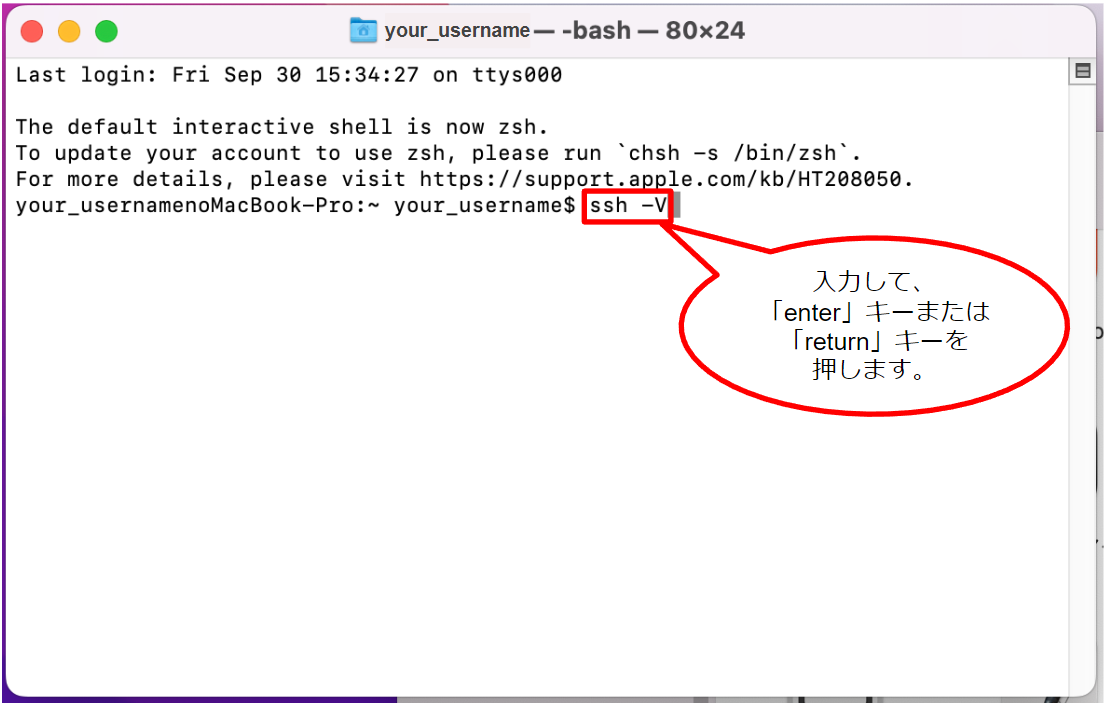 your_username — -bash — 80×24
Last login: Fri Sep 30 15:34:27 on ttys000
The default interactive shell is now zsh.
To update your account to use zsh, please run `chsh -s /bin/zsh`.
For more details, please visit https://support.apple.com/kb/HT208050.
your_usernamenoMacBook-Pro:~ your_username$ ssh -V
入力して、
「enter」キーまたは
「return」キーを
押します。